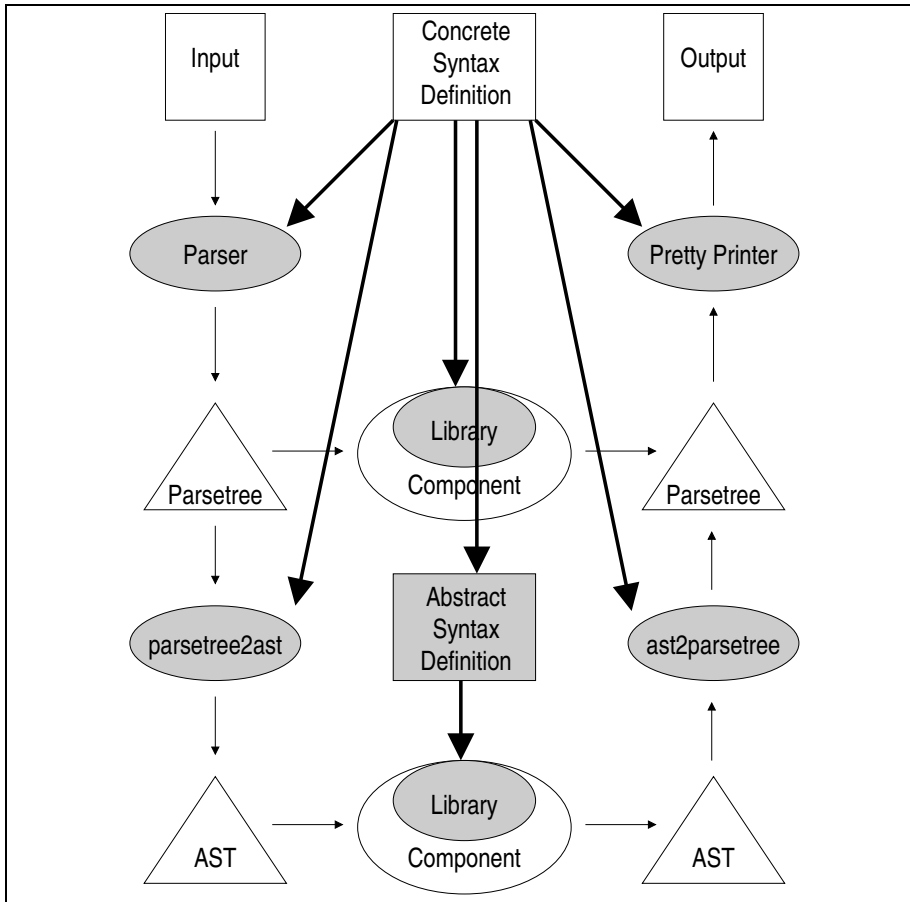 Input
Concrete
Syntax
Definition
Output
Parser
Pretty Printer
Library
Component
Parsetree
Parsetree
parsetree2ast
Abstract
Syntax
Definition
ast2parsetree
Library
Component
AST
AST